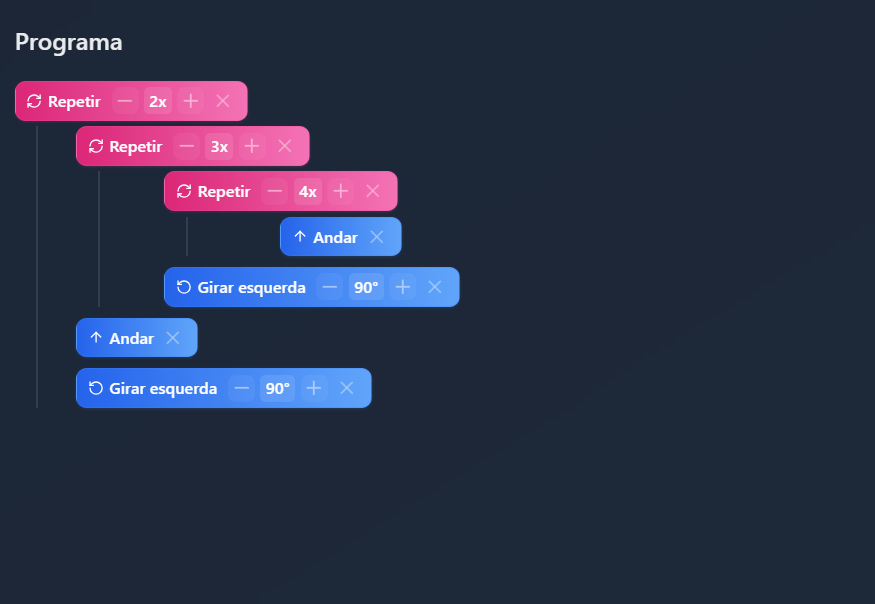 Programa
Repetir 2x
Repetir 3x
Repetir 4x
Andar
Girar esquerda 90°
Andar
Girar esquerda 90°